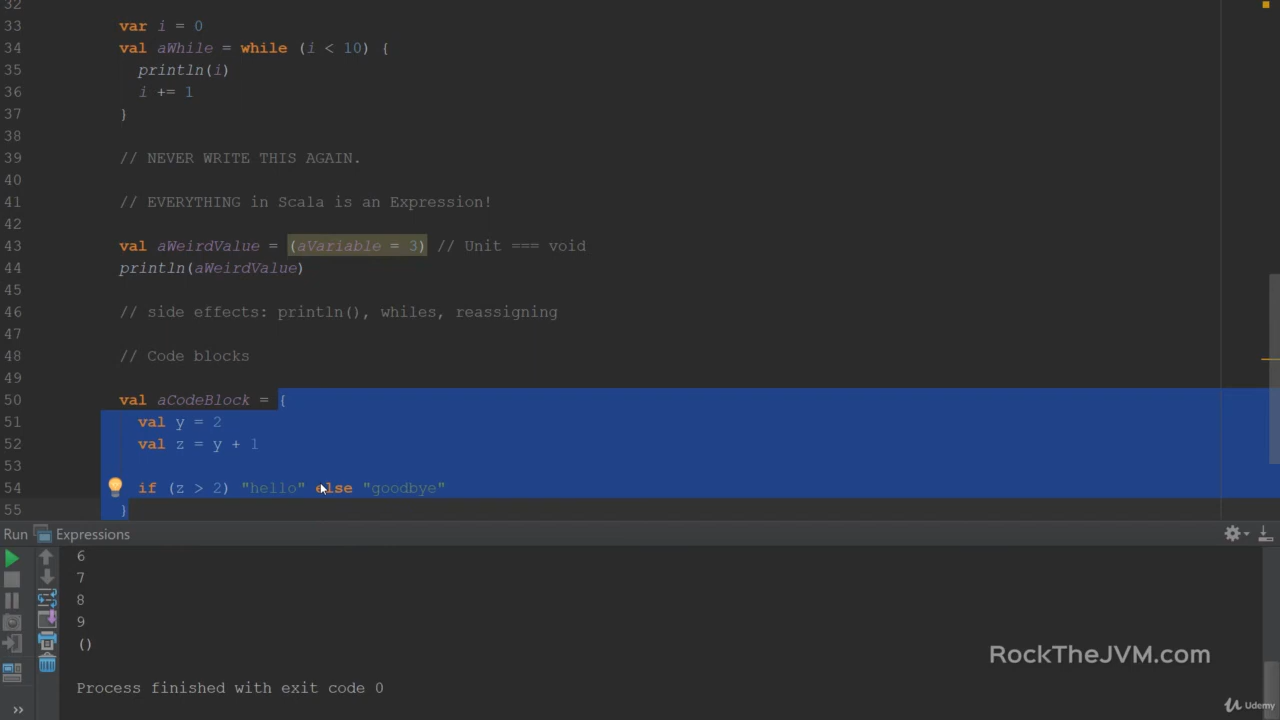 32
33 var i = 0
34 val aWhile = while (i < 10) {
35 println(i)
36 i += 1
37 }
38
39 // NEVER WRITE THIS AGAIN.
40
41 // EVERYTHING in Scala is an Expression!
42
43 val aWeirdValue = (aVariable = 3) // Unit === void
44 println(aWeirdValue)
45
46 // side effects: println(), whiles, reassigning
47
48 // Code blocks
49
50 val aCodeBlock = {
51 val y = 2
52 val z = y + 1
53
54 if (z > 2) "hello" else "goodbye"
55 }
Run Expressions
6
7
8
9
()
RockTheJVM.com
Process finished with exit code 0
Udemy